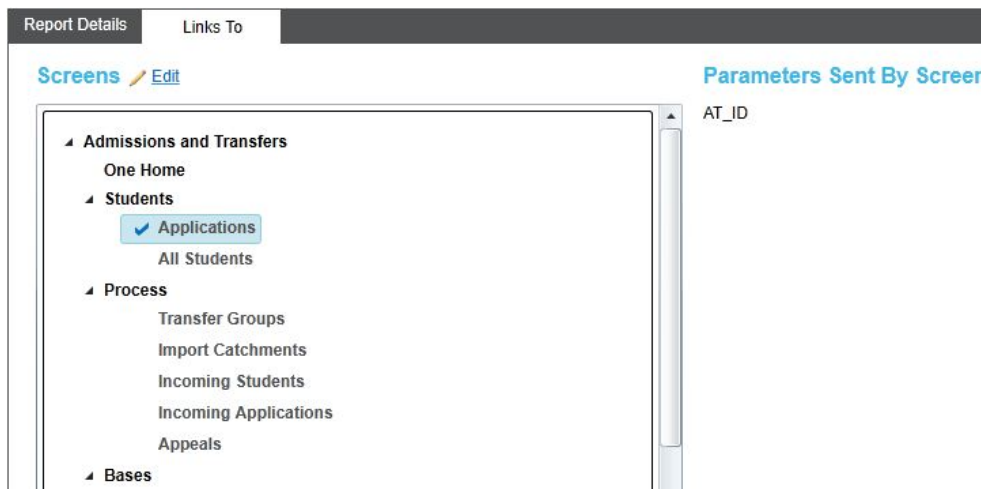 Report Details
Links To
Screens Edit
Parameters Sent By Screen
AT_ID
Admissions and Transfers
One Home
Students
Applications
All Students
Process
Transfer Groups
Import Catchments
Incoming Students
Incoming Applications
Appeals
Bases